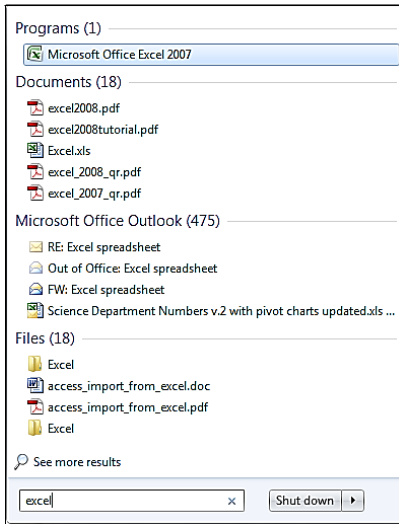 Programs (1)
Microsoft Office Excel 2007
Documents (18)
excel2008.pdf
excel2008tutorial.pdf
Excel.xls
excel_2008_qr.pdf
excel_2007_qr.pdf
Microsoft Office Outlook (475)
RE: Excel spreadsheet
Out of Office: Excel spreadsheet
FW: Excel spreadsheet
Science Department Numbers v.2 with pivot charts updated.xls ...
Files (18)
Excel
access_import_from_excel.doc
access_import_from_excel.pdf
Excel
See more results
excel
Shut down